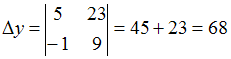 Δy = |5 23; −1 9| = 45 + 23 = 68